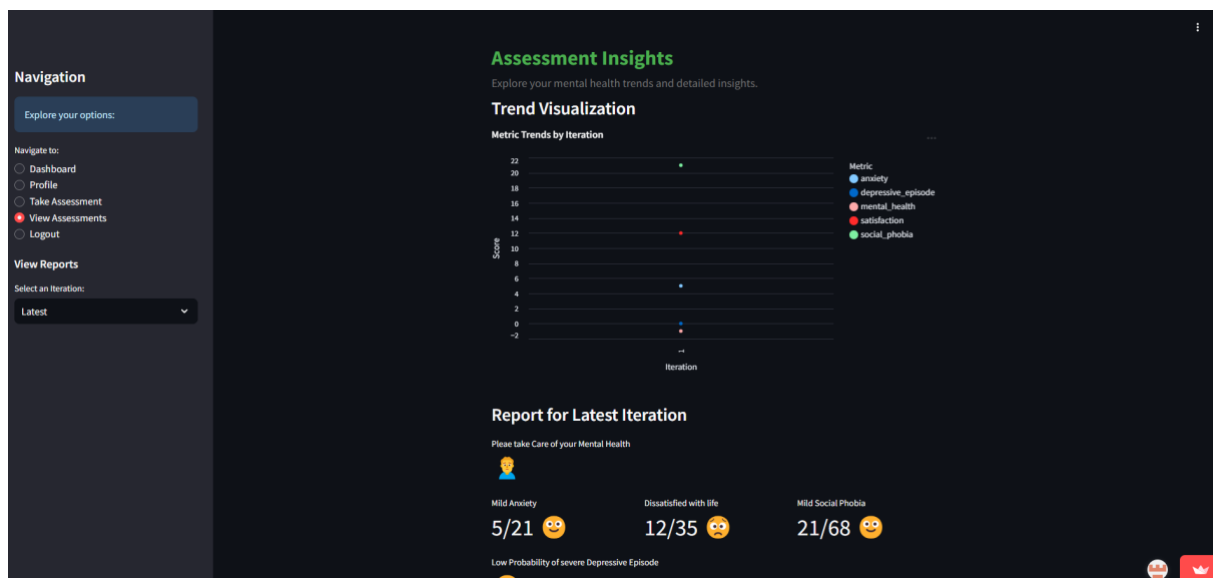 Navigation
Explore your options:
Navigate to:
Dashboard
Profile
Take Assessment
View Assessments
Logout
View Reports
Select an Iteration:
Latest
Assessment Insights
Explore your mental health trends and detailed insights.
Trend Visualization
Metric Trends by Iteration
22
20
18
16
14
12
10
8
6
4
2
0
−2
Score
1
Iteration
Metric
anxiety
depressive_episode
mental_health
satisfaction
social_phobia
Report for Latest Iteration
Pleae take Care of your Mental Health
Mild Anxiety
5/21
Dissatisfied with life
12/35
Mild Social Phobia
21/68
Low Probability of severe Depressive Episode